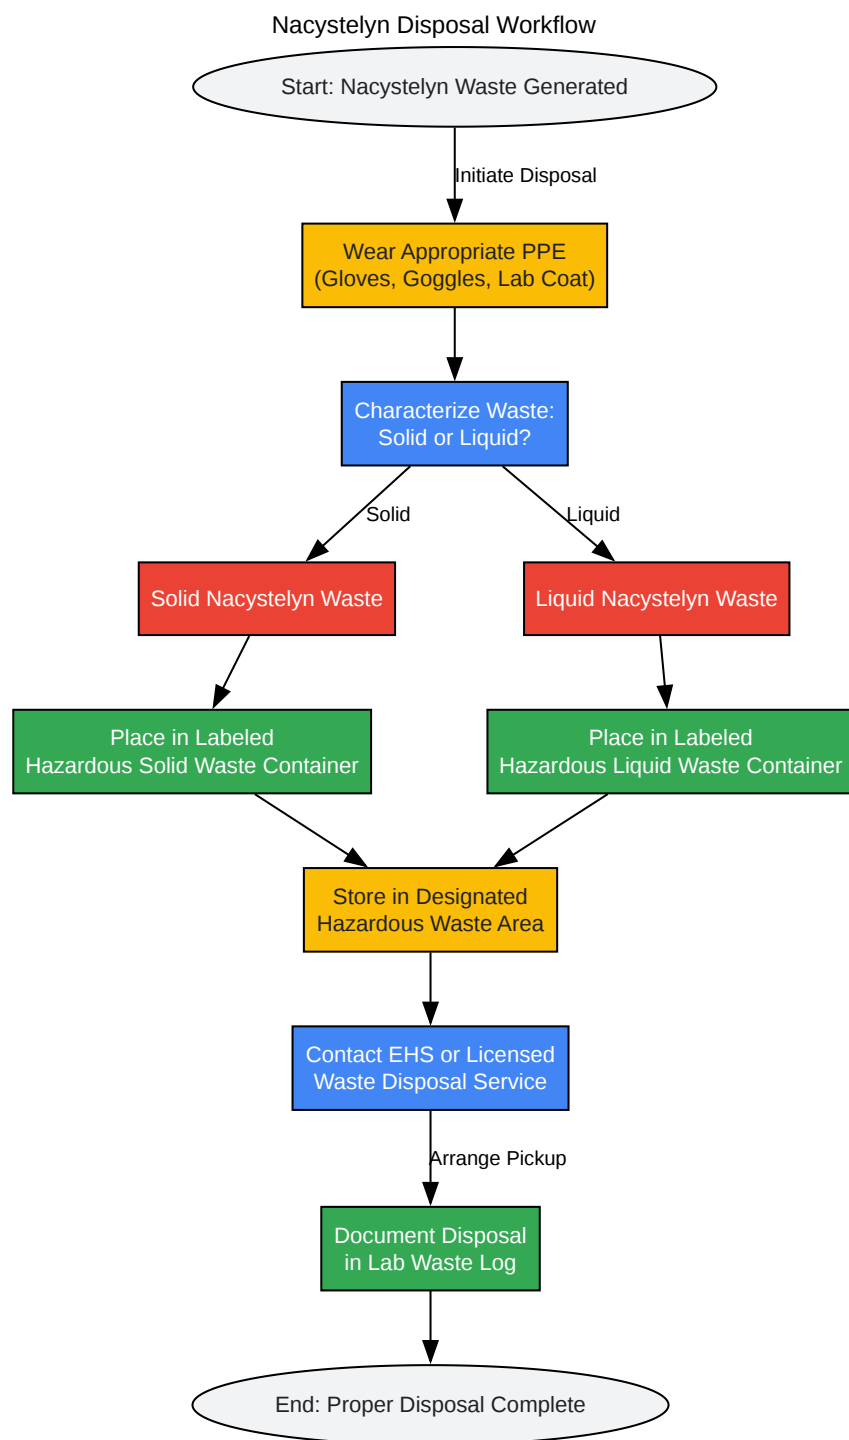 Nacystelyn Disposal Workflow
Start: Nacystelyn Waste Generated
Initiate Disposal
Wear Appropriate PPE
(Gloves, Goggles, Lab Coat)
Characterize Waste:
Solid or Liquid?
Solid
Liquid
Solid Nacystelyn Waste
Liquid Nacystelyn Waste
Place in Labeled
Hazardous Solid Waste Container
Place in Labeled
Hazardous Liquid Waste Container
Store in Designated
Hazardous Waste Area
Contact EHS or Licensed
Waste Disposal Service
Arrange Pickup
Document Disposal
in Lab Waste Log
End: Proper Disposal Complete